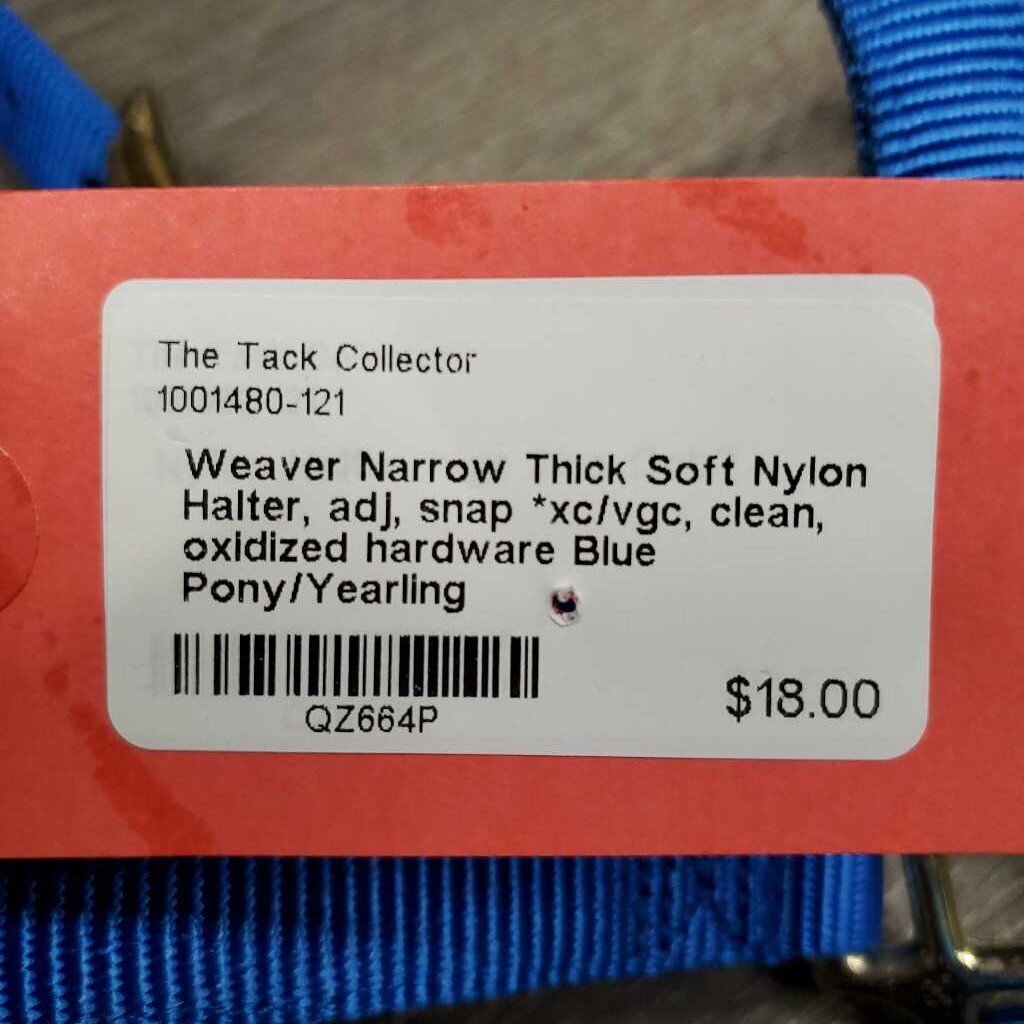 The Tack Collector
1001480-121
Weaver Narrow Thick Soft Nylon
Halter, adj, snap *xc/vgc, clean,
oxidized hardware Blue
Pony/Yearling
QZ664P
$18.00